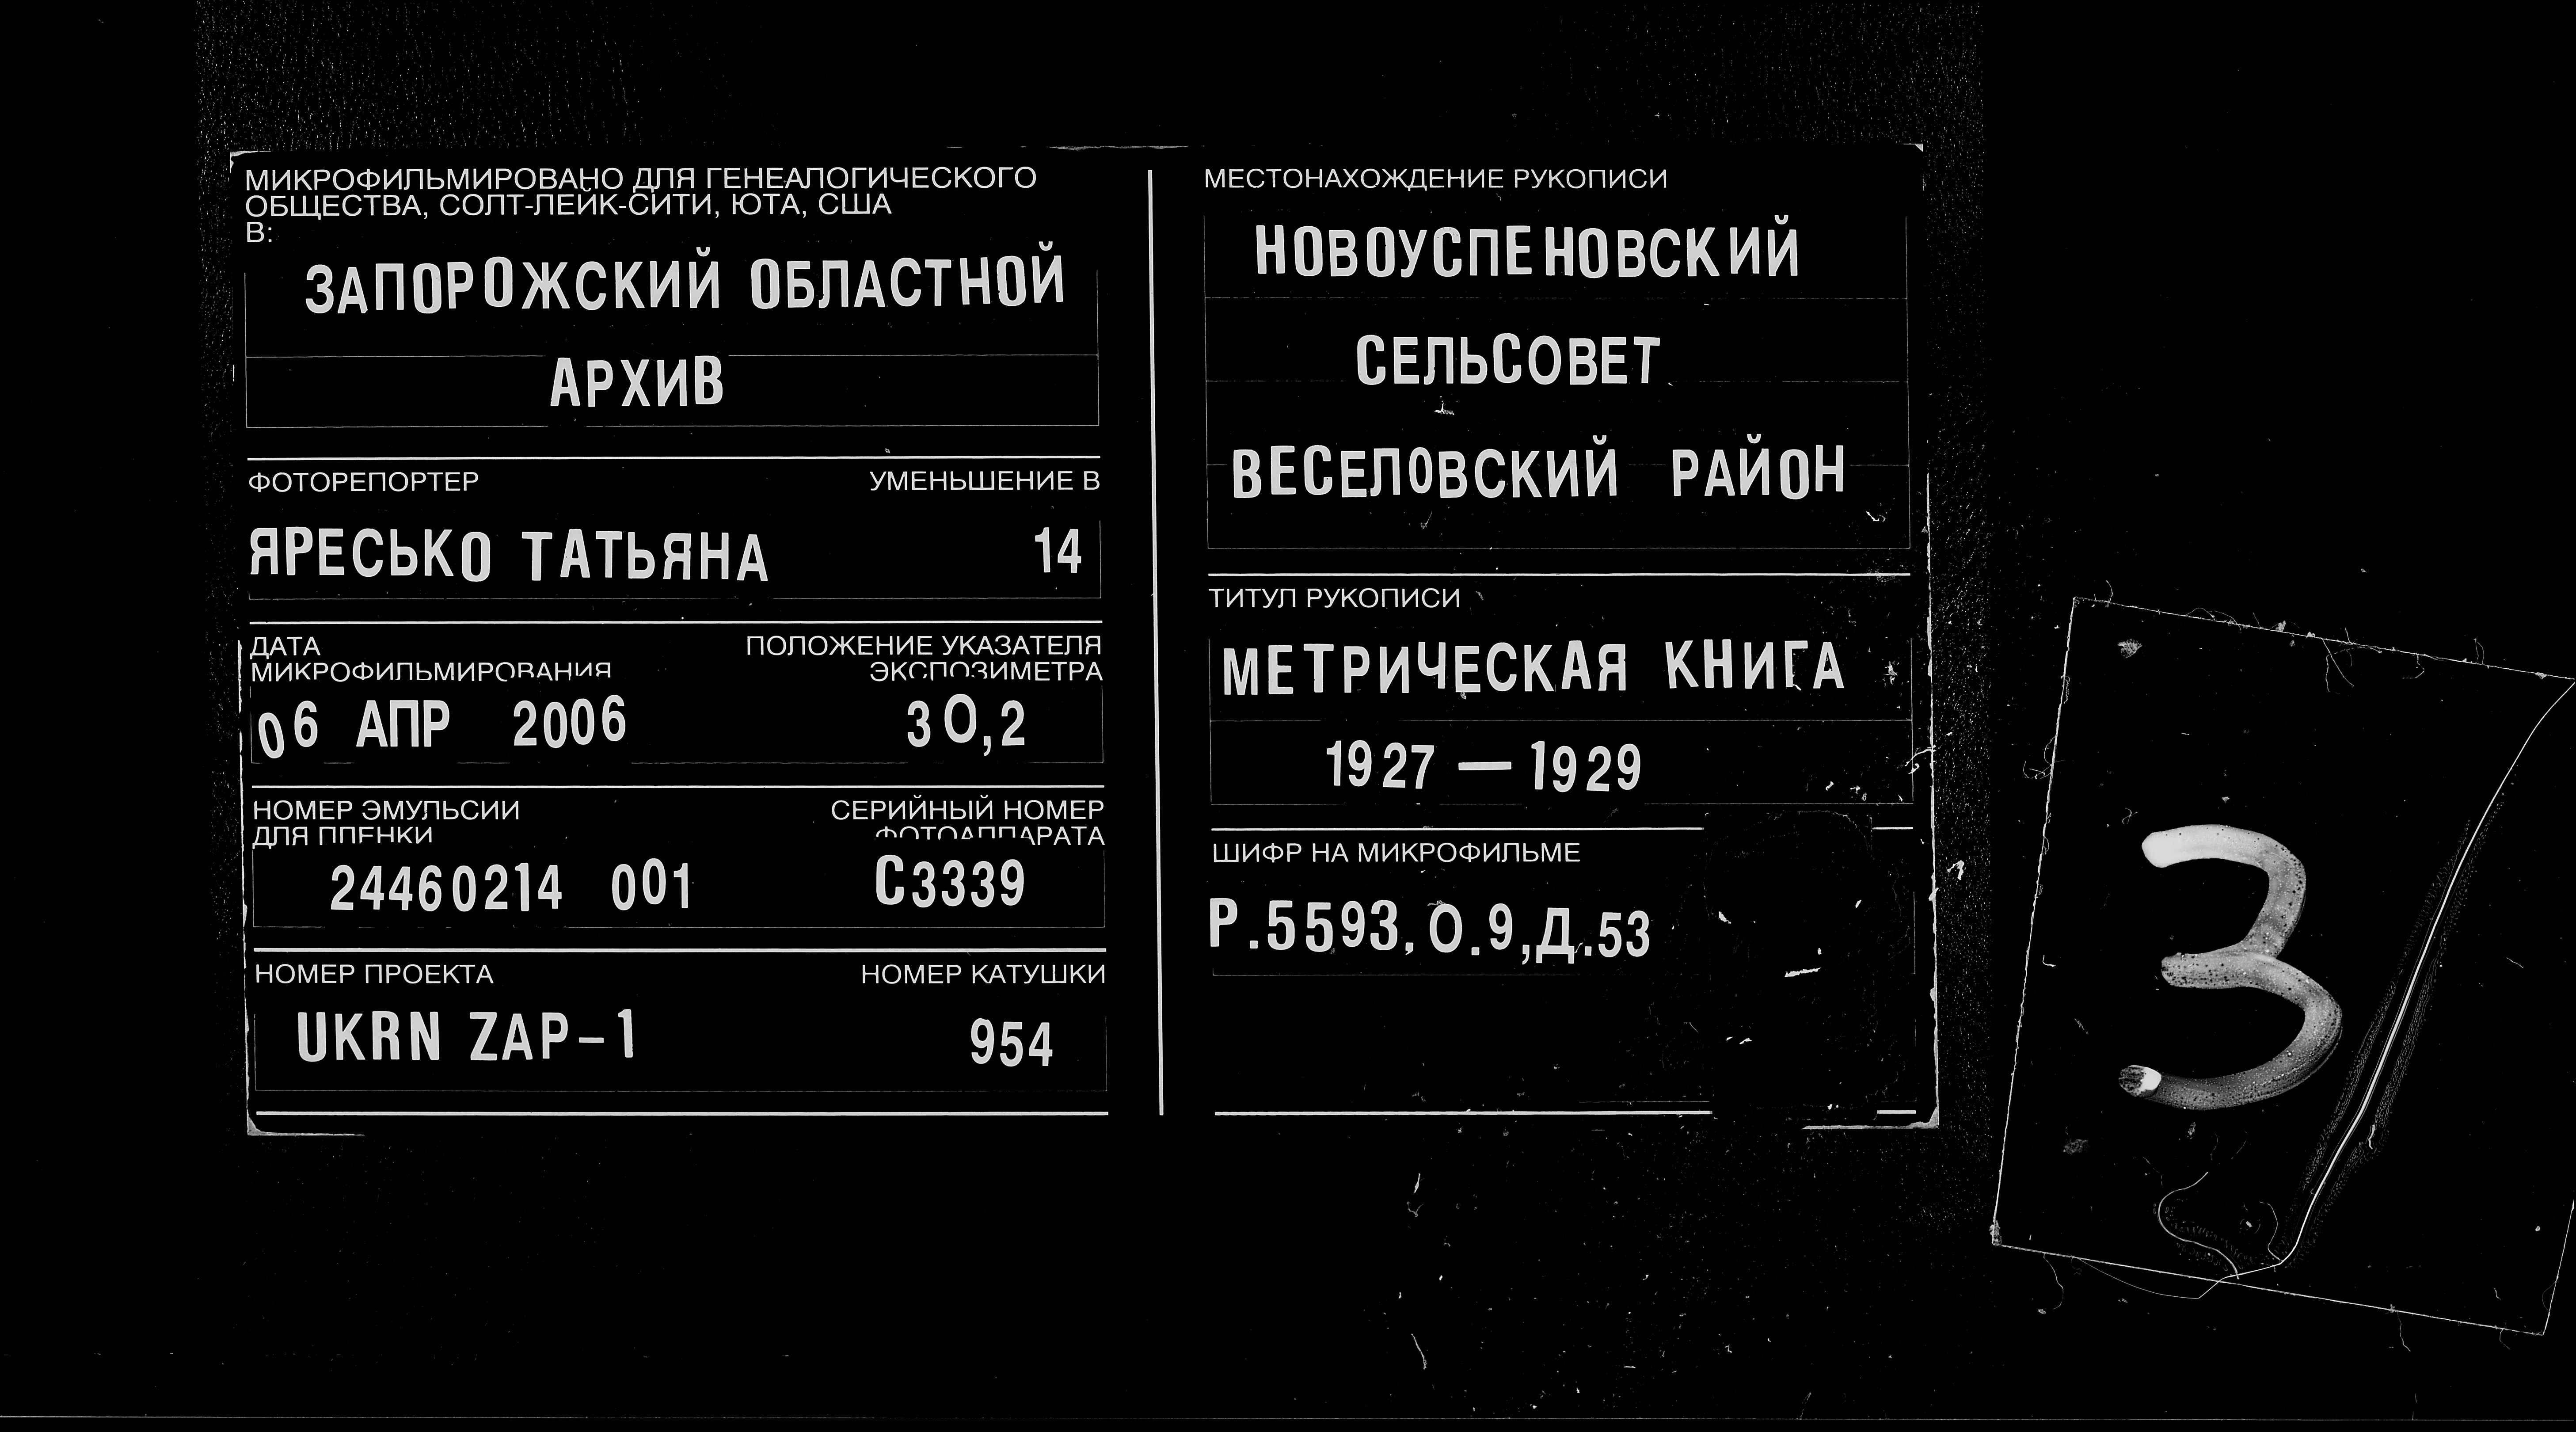 МИКРОФИЛЬМИРОВАНО ДЛЯ ГЕНЕАЛОГИЧЕСКОГО
ОБЩЕСТВА, СОЛТ-ЛЕЙК-СИТИ, ЮТА, США
В:
ЗАПОРОЖСКИЙ ОБЛАСТНОЙ
АРХИВ
ФОТОРЕПОРТЕР УМЕНЬШЕНИЕ В
ЯРЕСЬКО ТАТЬЯНА 14
ДАТА ПОЛОЖЕНИЕ УКАЗАТЕЛЯ
МИКРОФИЛЬМИРОВАНИЯ ЭКСПОЗИМЕТРА
06 АПР 2006 30,2
НОМЕР ЭМУЛЬСИИ СЕРИЙНЫЙ НОМЕР
ДЛЯ ПЛЕНКИ ФОТОАППАРАТА
24460214 001 С3339
НОМЕР ПРОЕКТА НОМЕР КАТУШКИ
UKRN ZAP-1 954
МЕСТОНАХОЖДЕНИЕ РУКОПИСИ
НОВОУСПЕНОВСКИЙ
СЕЛЬСОВЕТ
ВЕСЕЛОВСКИЙ РАЙОН
ТИТУЛ РУКОПИСИ
МЕТРИЧЕСКАЯ КНИГА
1927 — 1929
ШИФР НА МИКРОФИЛЬМЕ
Р.5593, О.9,Д.53
3